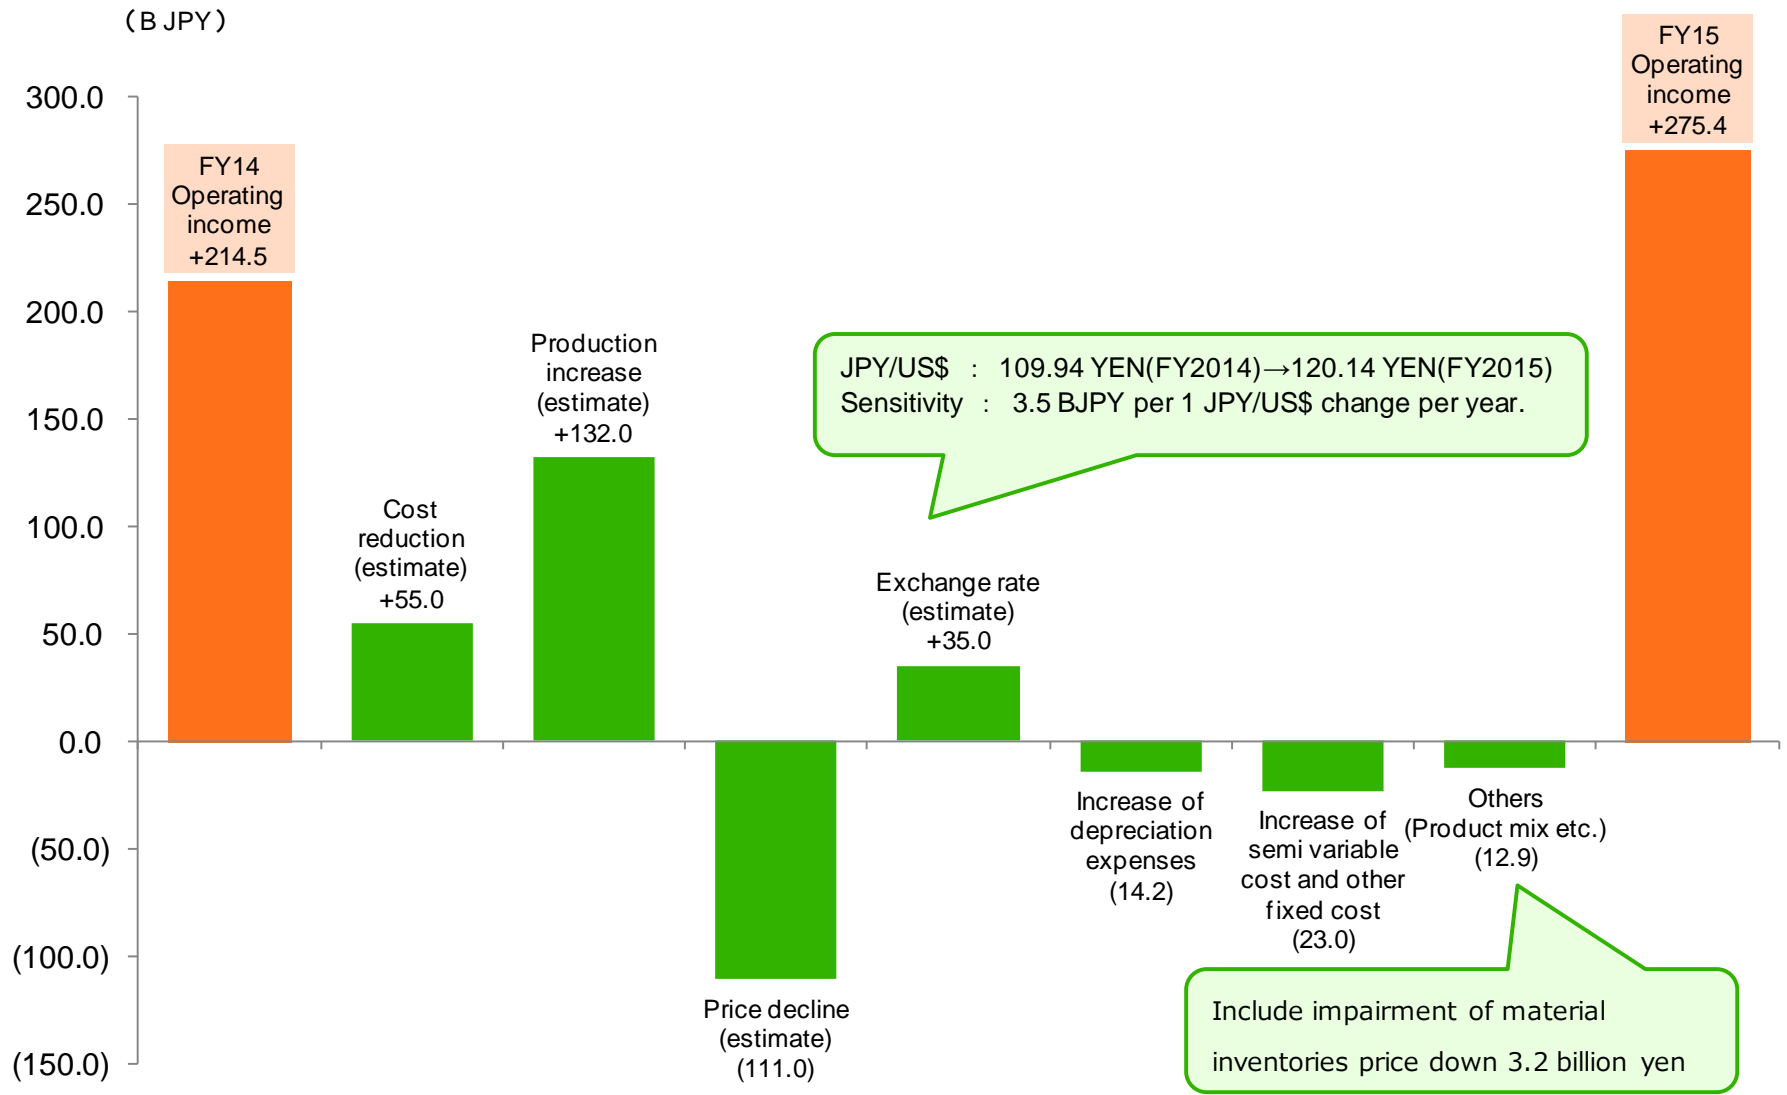 （B JPY）
300.0
250.0
200.0
150.0
100.0
50.0
0.0
(50.0)
(100.0)
(150.0)
FY14
Operating
income
+214.5
Cost
reduction
(estimate)
+55.0
Production
increase
(estimate)
+132.0
Price decline
(estimate)
(111.0)
JPY/US$ : 109.94 YEN(FY2014)→120.14 YEN(FY2015)
Sensitivity : 3.5 BJPY per 1 JPY/US$ change per year.
Exchange rate
(estimate)
+35.0
Increase of
depreciation
expenses
(14.2)
Increase of
semi variable
cost and other
fixed cost
(23.0)
Others
(Product mix etc.)
(12.9)
Include impairment of material
inventories price down 3.2 billion yen
FY15
Operating
income
+275.4